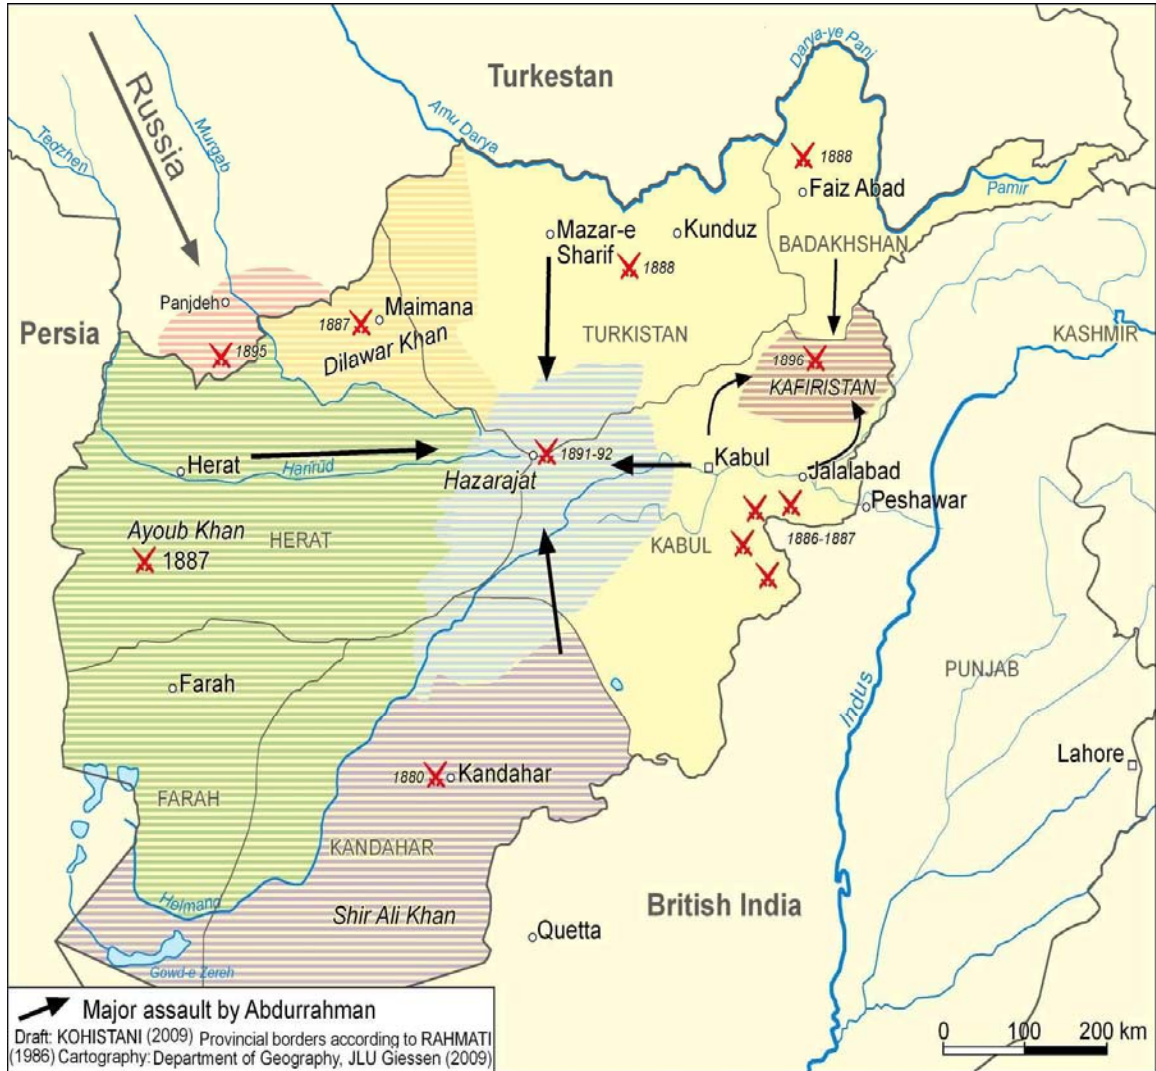 Turkestan
Darya-ye Panj
Amu Darya
Russia
Murgab
Teozhen
1888
Faiz Abad
Pamir
Mazar-e
Sharif
Kunduz
BADAKHSHAN
1888
Panjdeh
Persia
1887
Maimana
Dilawar Khan
TURKISTAN
KASHMIR
1895
1896
KAFIRISTAN
Herat
Harirud
1891-92
Hazarajat
Kabul
Jalalabad
Peshawar
Ayoub Khan
HERAT
1887
KABUL
1886-1887
Farah
PUNJAB
Indus
Lahore
1880
Kandahar
FARAH
KANDAHAR
Helmand
Shir Ali Khan
British India
Quetta
Gowd-e Zereh
Major assault by Abdurrahman
Draft: KOHISTANI (2009) Provincial borders according to RAHMATI
(1986) Cartography: Department of Geography, JLU Giessen (2009)
0 100 200 km